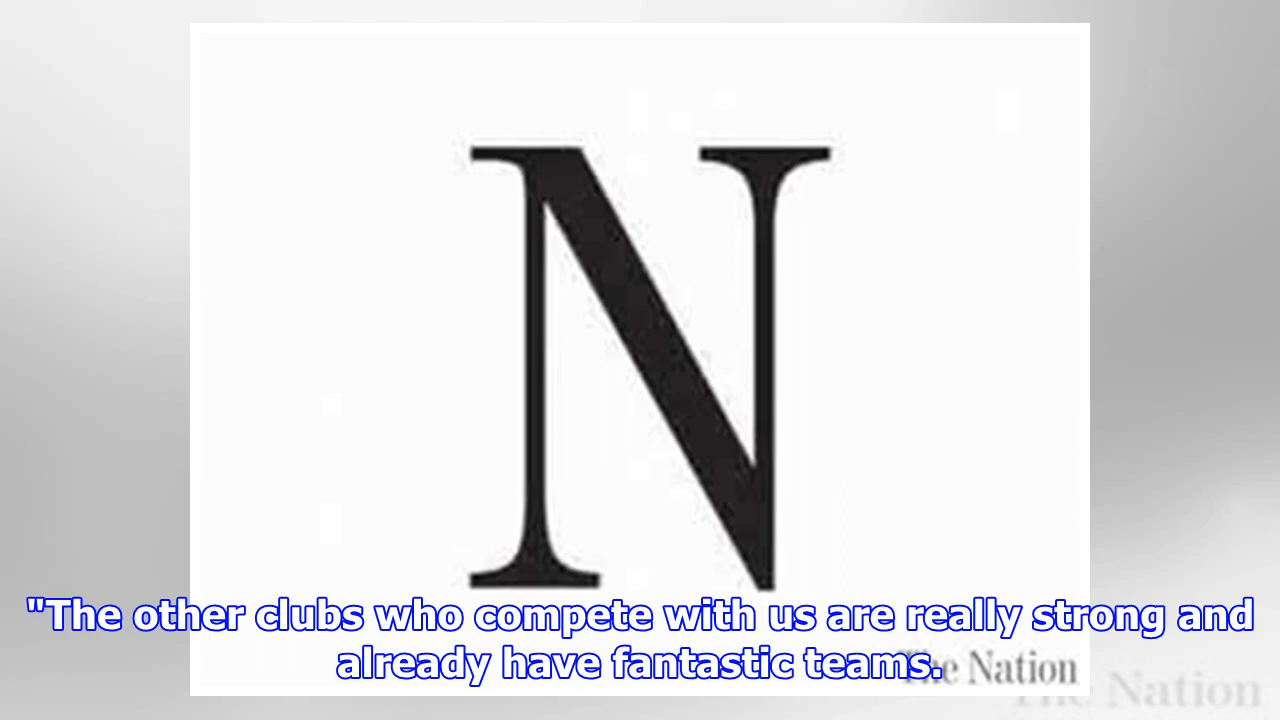 N
"The other clubs who compete with us are really strong and
already have fantastic teams.
The Nation
The Nation